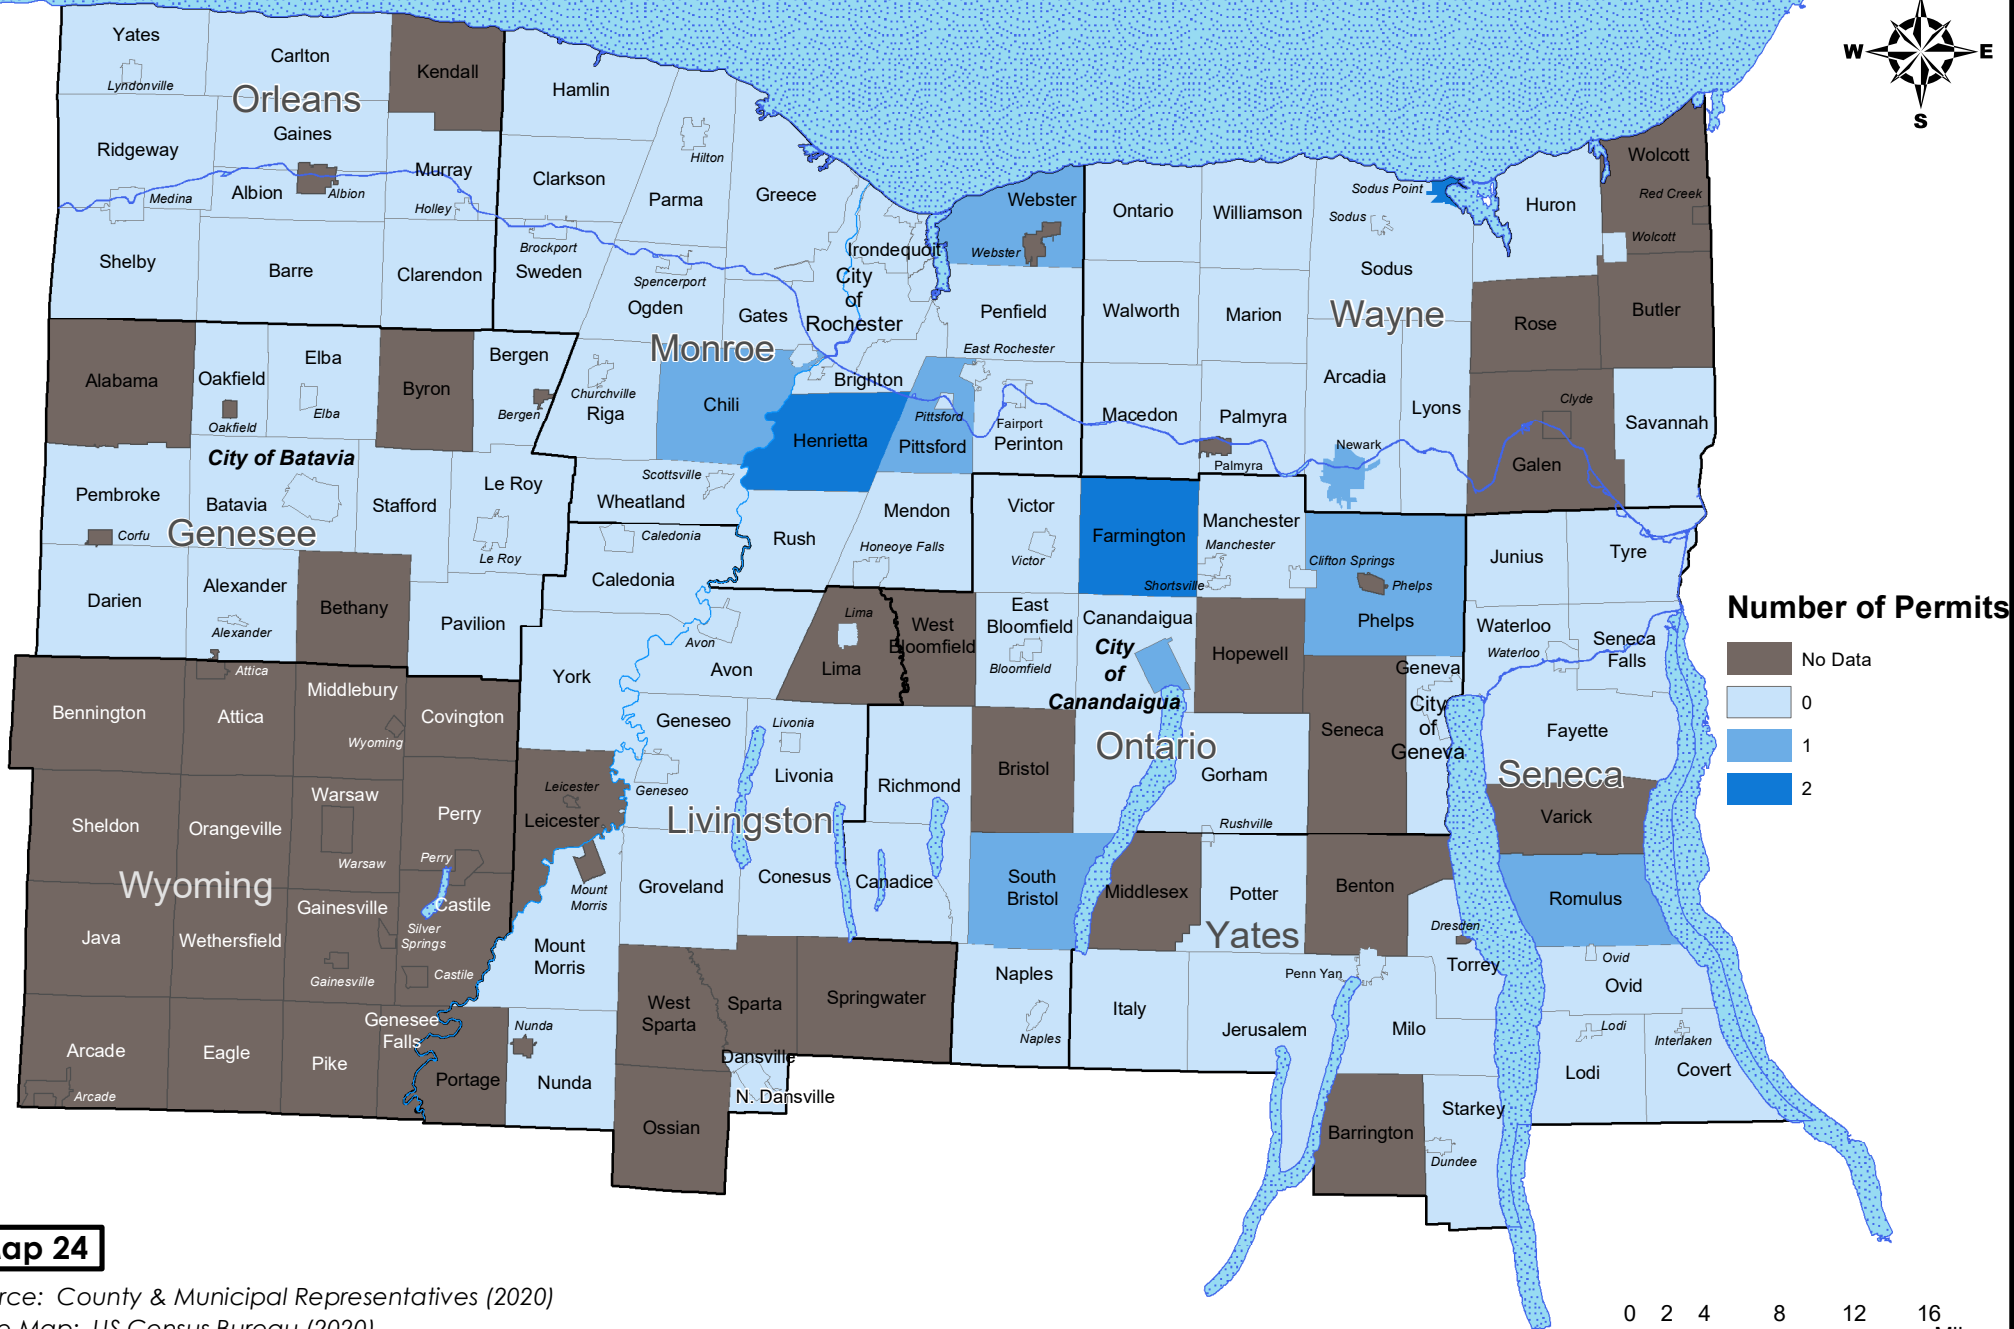 Yates
Carlton
Kendall
Lyndonville
Orleans
Hamlin
W
E
S
Gaines
Ridgeway
Murray
Hilton
Wolcott
Albion
Albion
Medina
Holley
Clarkson
Parma
Greece
Webster
Ontario
Williamson
Sodus Point
Sodus
Huron
Red Creek
Wolcott
Brockport
Sweden
Irondequoit
Webster
Shelby
Barre
Clarendon
Spencerport
Ogden
City
of
Rochester
Sodus
Gates
Penfield
Walworth
Marion
Wayne
Rose
Butler
Monroe
East Rochester
Elba
Bergen
Alabama
Oakfield
Byron
Brighton
Arcadia
Churchville
Riga
Chili
Elba
Bergen
Oakfield
Pittsford
Fairport
Macedon
Palmyra
Lyons
Clyde
Savannah
Henrietta
Pittsford
Perinton
Newark
City of Batavia
Palmyra
Galen
Scottsville
Le Roy
Pembroke
Batavia
Stafford
Wheatland
Mendon
Victor
Genesee
Corfu
Caledonia
Rush
Honeoye Falls
Farmington
Manchester
Manchester
Le Roy
Victor
Clifton Springs
Junius
Tyre
Alexander
Caledonia
Shortsville
Phelps
Darien
Bethany
East
Bloomfield
Canandaigua
Number of Permits
Lima
West
Bloomfield
Phelps
Waterloo
Alexander
Pavilion
Avon
City
of
Canandaigua
Seneca
Falls
Waterloo
Attica
York
Avon
Lima
Bloomfield
Hopewell
Geneva
No Data
Middlebury
0
Bennington
Attica
Covington
Geneseo
Livonia
City
of
Geneva
Seneca
Fayette
Wyoming
Ontario
1
Livonia
Bristol
Gorham
Seneca
2
Leicester
Geneseo
Richmond
Warsaw
Sheldon
Orangeville
Perry
Leicester
Livingston
Rushville
Varick
Warsaw
Perry
Wyoming
Mount
Morris
Groveland
Conesus
Canadice
South
Bristol
Middlesex
Potter
Benton
Romulus
Gainesville
Castile
Java
Wethersfield
Silver
Springs
Yates
Dresden
Mount
Morris
Gainesville
Castile
Naples
Penn Yan
Torrey
Ovid
Ovid
West
Sparta
Sparta
Springwater
Italy
Jerusalem
Milo
Genesee
Falls
Nunda
Naples
Lodi
Interlaken
Arcade
Eagle
Pike
Dansville
Portage
Nunda
N. Dansville
Lodi
Covert
Arcade
Starkey
Ossian
Barrington
Dundee
ap 24
rce: County & Municipal Representatives (2020)
Map: US Census Bureau (2020)
0 2 4 8 12 16